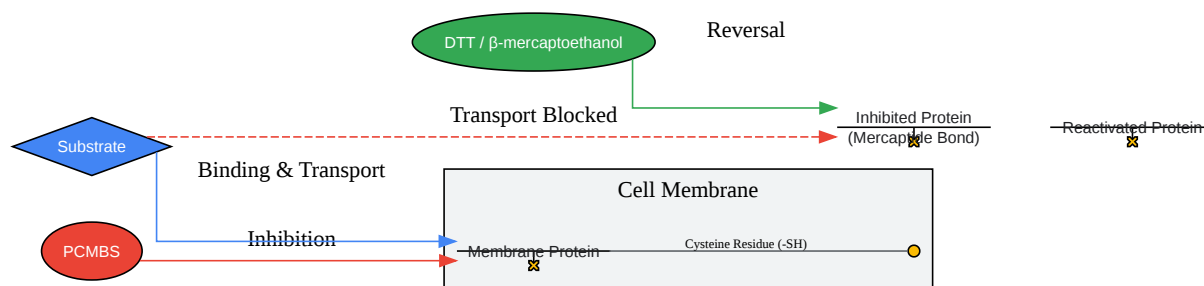 Reversal
DTT / β-mercaptoethanol
Transport Blocked
Inhibited Protein
(Mercaptide Bond)
Reactivated Protein
Substrate
Binding & Transport
Cell Membrane
Inhibition
Cysteine Residue (-SH)
PCMBS
Membrane Protein